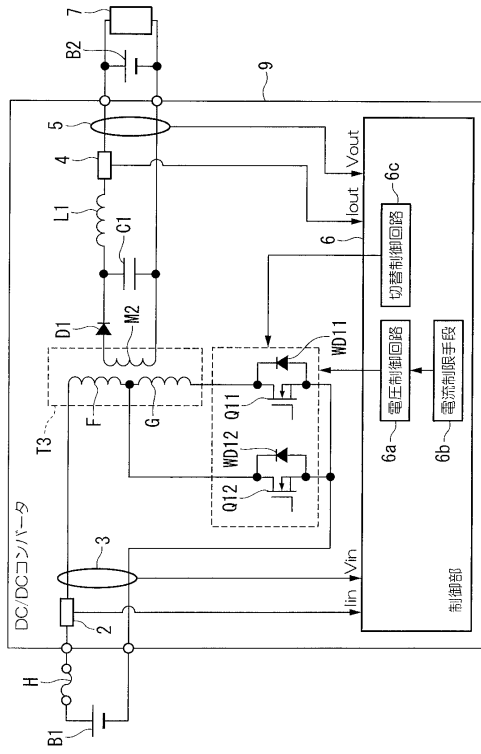 DC/DCコンバータ
B1
H
2
3
Iin
Vin
T3
F
G
M2
D1
C1
L1
4
5
B2
7
9
Q12
WD12
Q11
WD11
Iout
Vout
6
制御部
電圧制御回路
6a
電流制限手段
6b
切替制御回路
6c